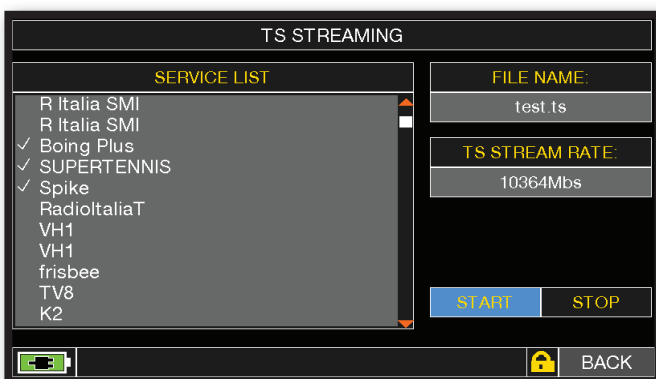 TS STREAMING
SERVICE LIST
R Italia SMI
R Italia SMI
✓ Boing Plus
✓ SUPERTENNIS
✓ Spike
RadioItaliaT
VH1
VH1
frisbee
TV8
K2
FILE NAME:
test.ts
TS STREAM RATE:
10364Mbs
START STOP
BACK